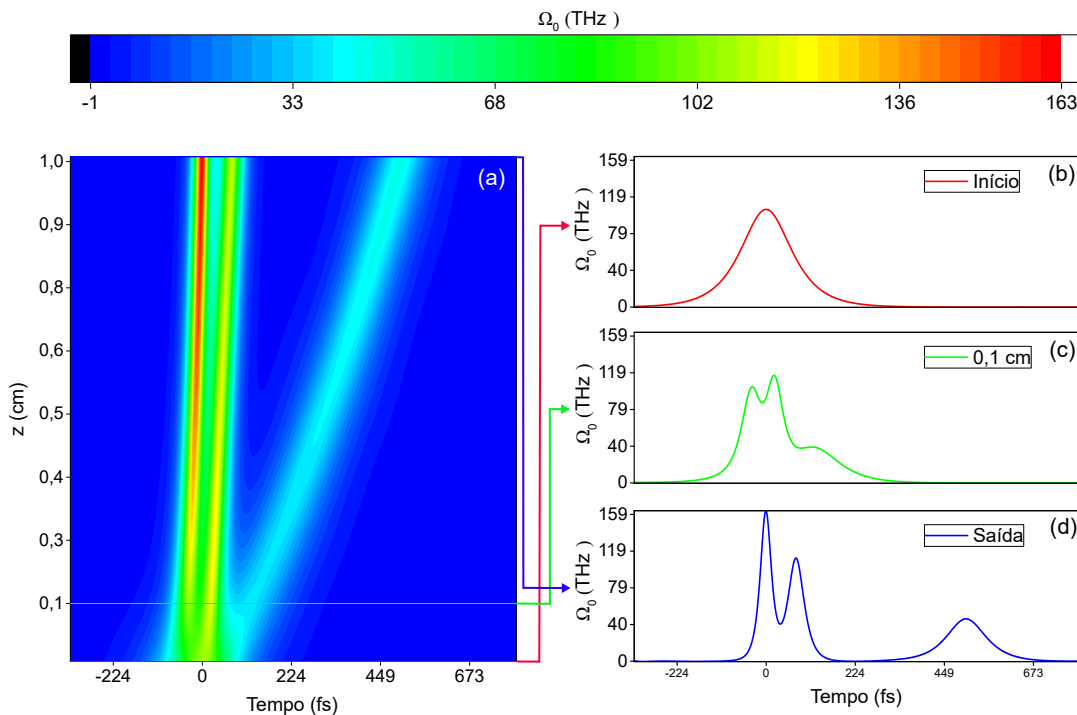 Ω₀ (THz )
-1 33 68 102 136 163
(a)
1,0
0,9
0,8
0,6
0,5
0,3
0,1
z (cm)
-224 0 224 449 673
Tempo (fs)
(b)
Início
159
119
79
40
0
Ω₀ (THz )
(c)
0,1 cm
159
119
79
40
0
Ω₀ (THz )
(d)
Saída
159
119
79
40
0
Ω₀ (THz )
-224 0 224 449 673
Tempo (fs)